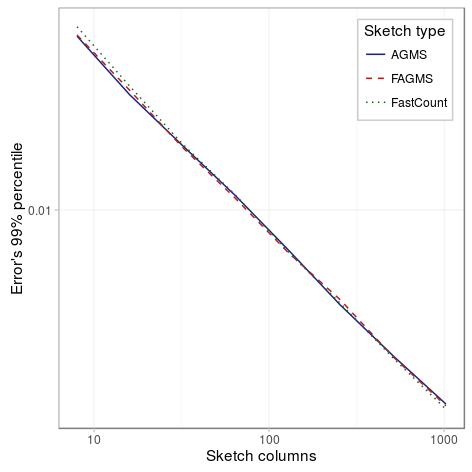 Sketch type
AGMS
FAGMS
FastCount
Error's 99% percentile
0.01
10
100
1000
Sketch columns